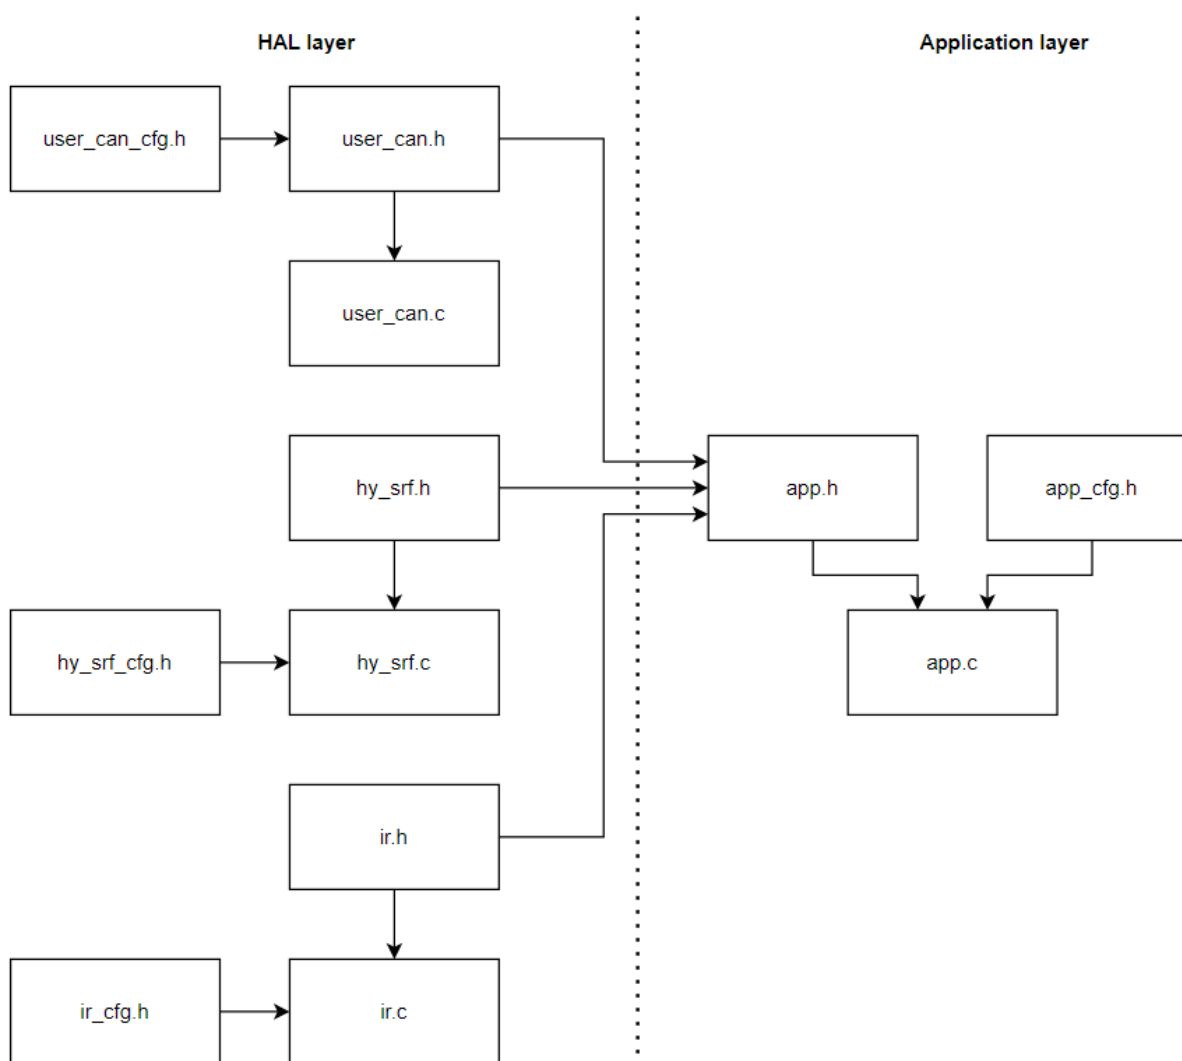 HAL layer
Application layer
user_can_cfg.h
user_can.h
user_can.c
hy_srf.h
app.h
app_cfg.h
hy_srf_cfg.h
hy_srf.c
app.c
ir.h
ir_cfg.h
ir.c